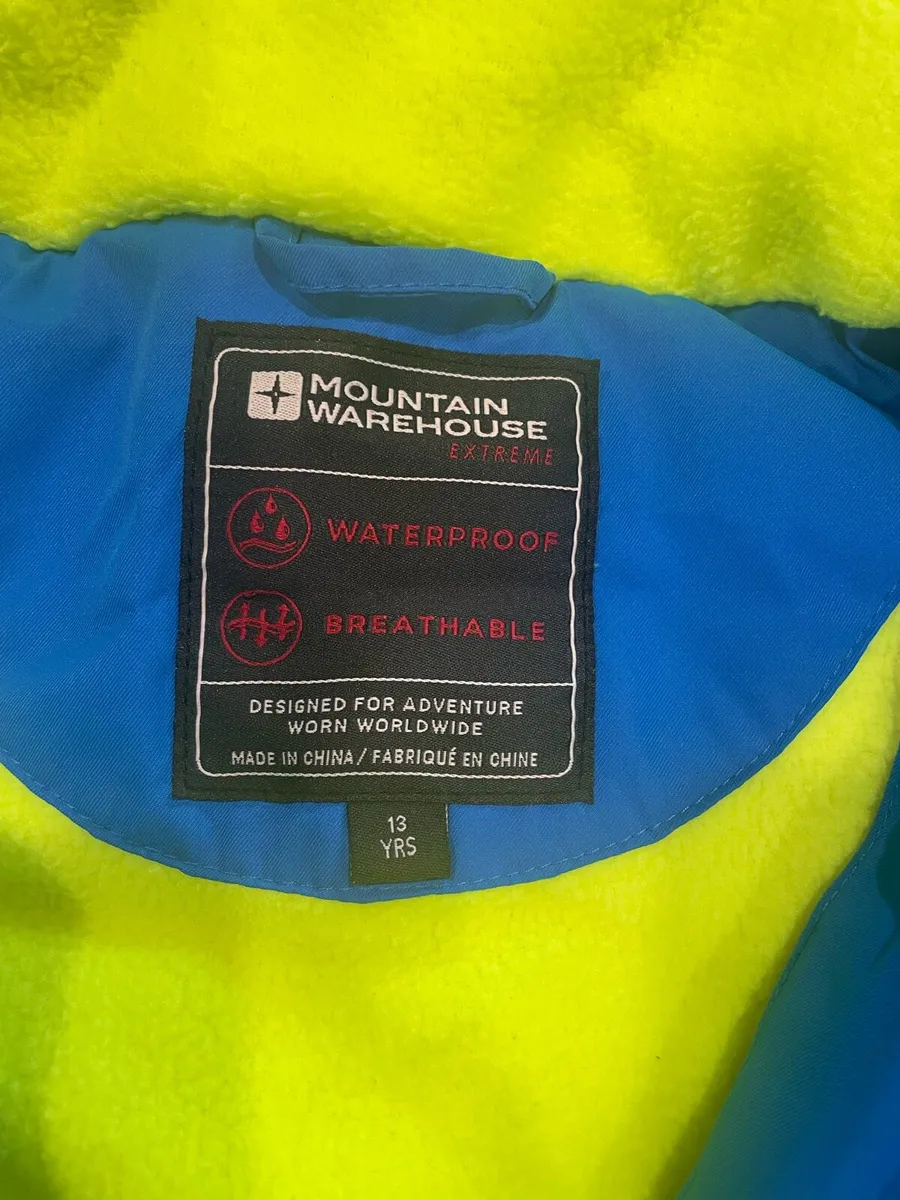 MOUNTAIN
WAREHOUSE
EXTREME
WATERPROOF
BREATHABLE
DESIGNED FOR ADVENTURE
WORN WORLDWIDE
MADE IN CHINA / FABRIQUÉ EN CHINE
13
YRS